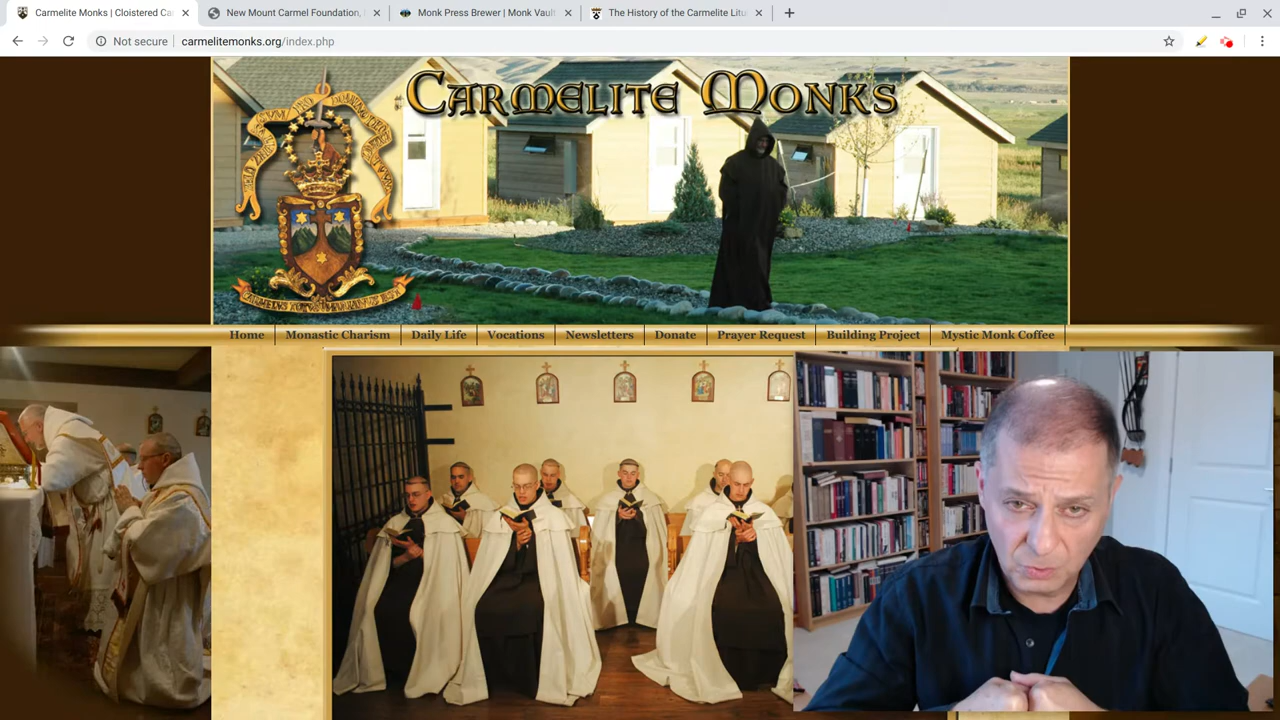 Carmelite Monks | Cloistered Ca
New Mount Carmel Foundation,
Monk Press Brewer | Monk Vaul
The History of the Carmelite Litu
Not secure
carmelitemonks.org/index.php
Carmelite Monks
Home
Monastic Charism
Daily Life
Vocations
Newsletters
Donate
Prayer Request
Building Project
Mystic Monk Coffee